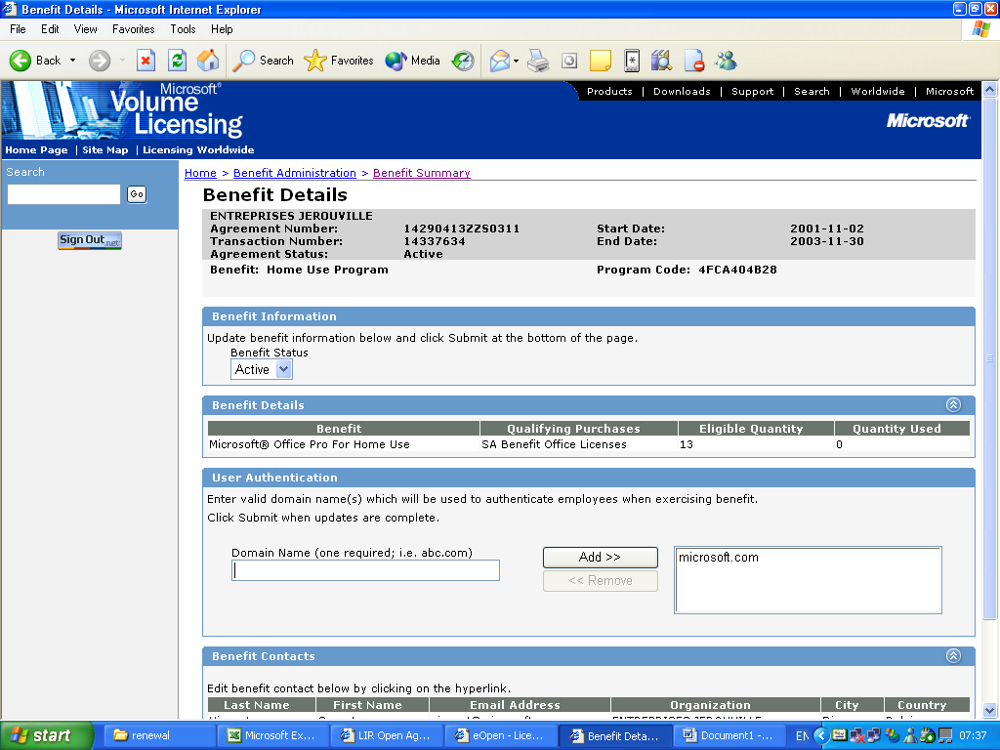 Benefit Details - Microsoft Internet Explorer
File Edit View Favorites Tools Help
Back Search Favorites Media
Microsoft® Volume Licensing
Products | Downloads | Support | Search | Worldwide | Microsoft
Microsoft
Home Page | Site Map | Licensing Worldwide
Search
Go
Sign Out .net
Home > Benefit Administration > Benefit Summary
Benefit Details
ENTREPRISES JEROUVILLE
Agreement Number: 14290413ZZS0311 Start Date: 2001-11-02
Transaction Number: 14337634 End Date: 2003-11-30
Agreement Status: Active
Benefit: Home Use Program Program Code: 4FCA404B28
Benefit Information
Update benefit information below and click Submit at the bottom of the page.
Benefit Status
Active
Benefit Details
Benefit Qualifying Purchases Eligible Quantity Quantity Used
Microsoft® Office Pro For Home Use SA Benefit Office Licenses 13 0
User Authentication
Enter valid domain name(s) which will be used to authenticate employees when exercising benefit.
Click Submit when updates are complete.
Domain Name (one required; i.e. abc.com)
Add >>
<< Remove
microsoft.com
Benefit Contacts
Edit benefit contact below by clicking on the hyperlink.
Last Name First Name Email Address Organization City Country
start renewal Microsoft Ex... LIR Open Ag... eOpen - Lice... Benefit Deta... Document1 - ... EN 07:37